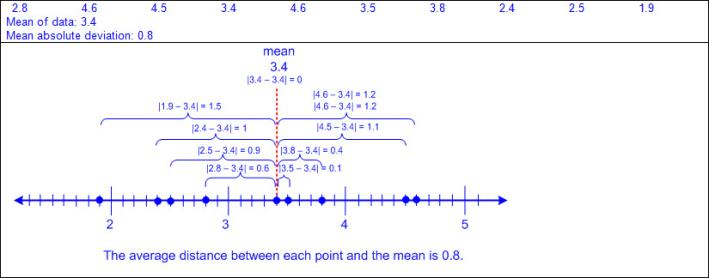 2.8 4.6 4.5 3.4 4.6 3.5 3.8 2.4 2.5 1.9
Mean of data: 3.4
Mean absolute deviation: 0.8
mean
3.4
|3.4 – 3.4| = 0
|4.6 – 3.4| = 1.2
|1.9 – 3.4| = 1.5 |4.6 – 3.4| = 1.2
|2.4 – 3.4| = 1 |4.5 – 3.4| = 1.1
|2.5 – 3.4| = 0.9 |3.8 – 3.4| = 0.4
|2.8 – 3.4| = 0.6 |3.5 – 3.4| = 0.1
2 3 4 5
The average distance between each point and the mean is 0.8.